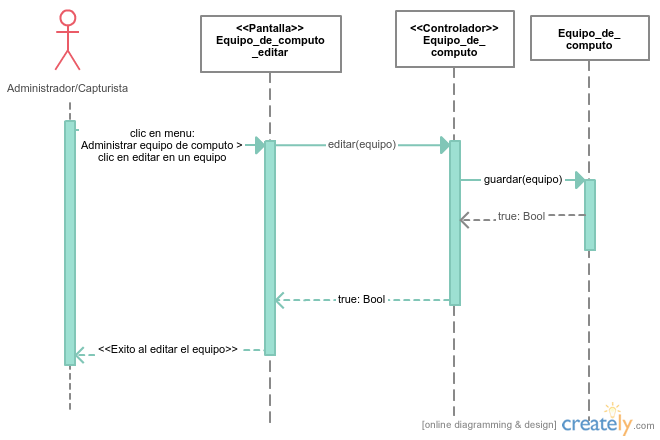 <<Pantalla>>
Equipo_de_computo
_editar
<<Controlador>>
Equipo_de_
computo
Equipo_de_
computo
Administrador/Capturista
clic en menu:
Administrar equipo de computo >
clic en editar en un equipo
editar(equipo)
guardar(equipo)
true: Bool
true: Bool
<<Exito al editar el equipo>>
[online diagramming & design] creately.com